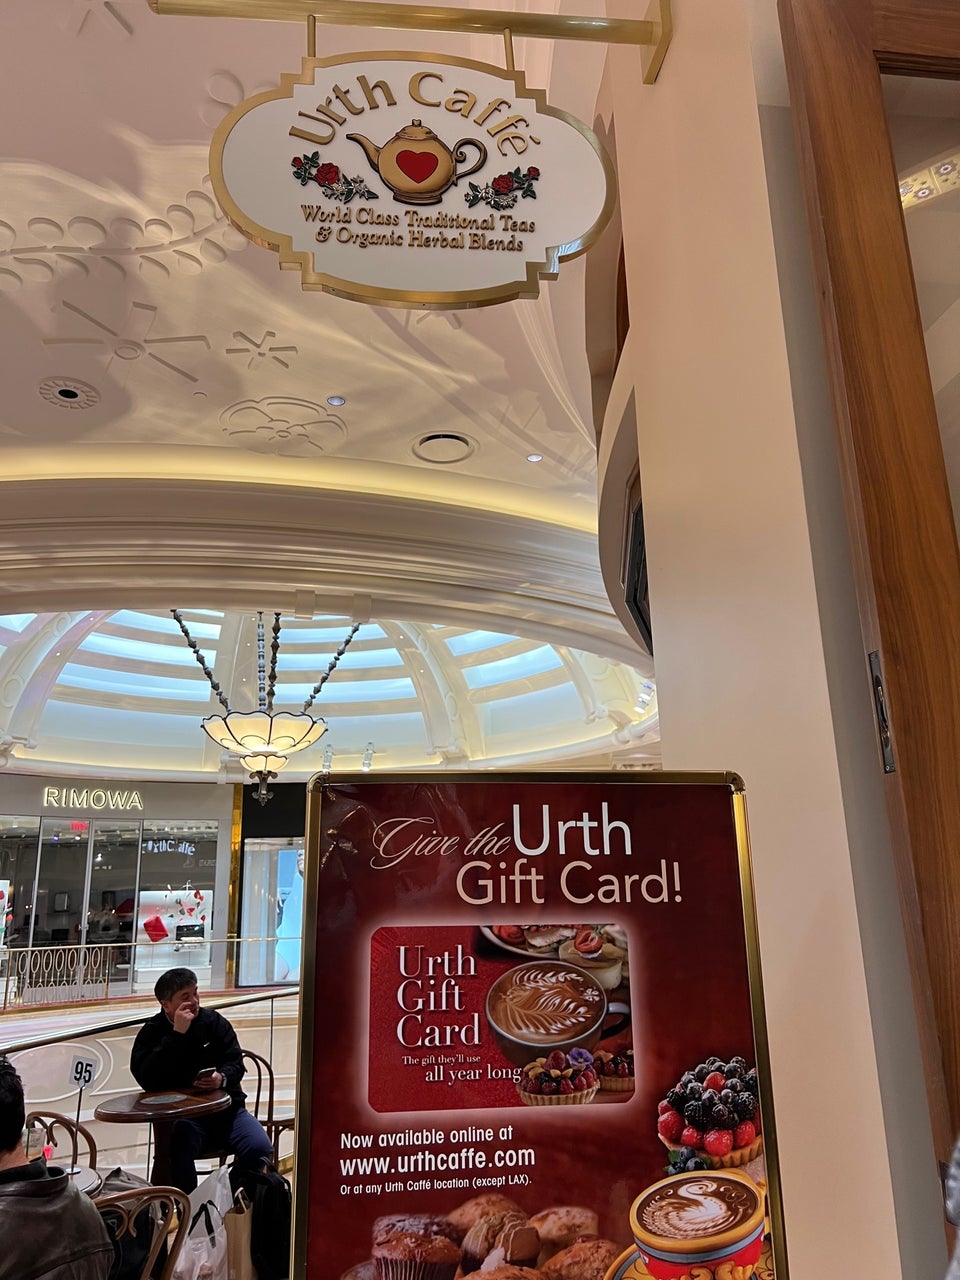 Urth Caffé
World Class Traditional Teas
& Organic Herbal Blends
RIMOWA
95
Give the Urth
Gift Card!
Urth
Gift
Card
The gift they'll use
all year long
Now available online at
www.urthcaffe.com
Or at any Urth Caffé location (except LAX).